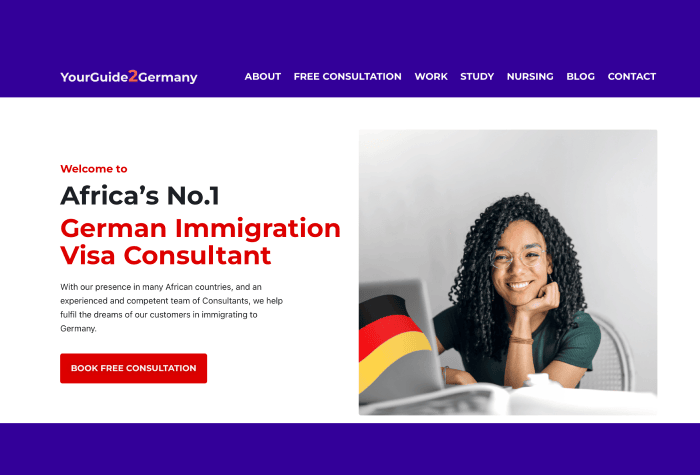 YourGuide2Germany
ABOUT FREE CONSULTATION WORK STUDY NURSING BLOG CONTACT
Welcome to
Africa’s No.1
German Immigration
Visa Consultant
With our presence in many African countries, and an
experienced and competent team of Consultants, we help
fulfil the dreams of our customers in immigrating to
Germany.
BOOK FREE CONSULTATION